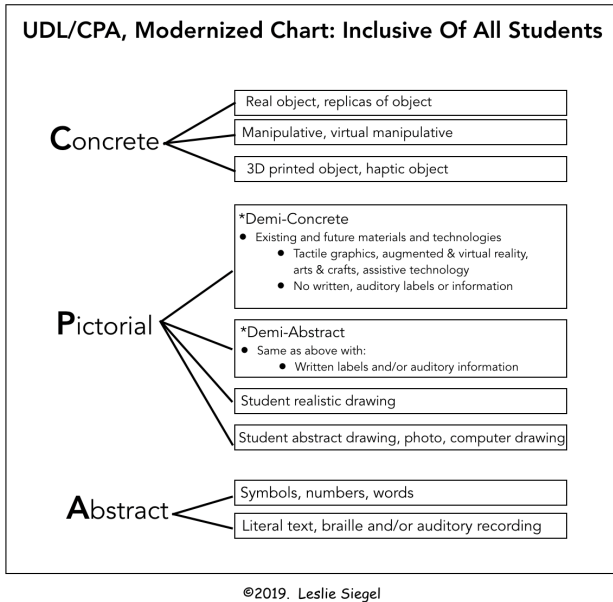 UDL/CPA, Modernized Chart: Inclusive Of All Students
Concrete
Real object, replicas of object
Manipulative, virtual manipulative
3D printed object, haptic object
Pictorial
*Demi-Concrete
● Existing and future materials and technologies
● Tactile graphics, augmented & virtual reality,
arts & crafts, assistive technology
● No written, auditory labels or information
*Demi-Abstract
● Same as above with:
● Written labels and/or auditory information
Student realistic drawing
Student abstract drawing, photo, computer drawing
Abstract
Symbols, numbers, words
Literal text, braille and/or auditory recording
©2019. Leslie Siegel